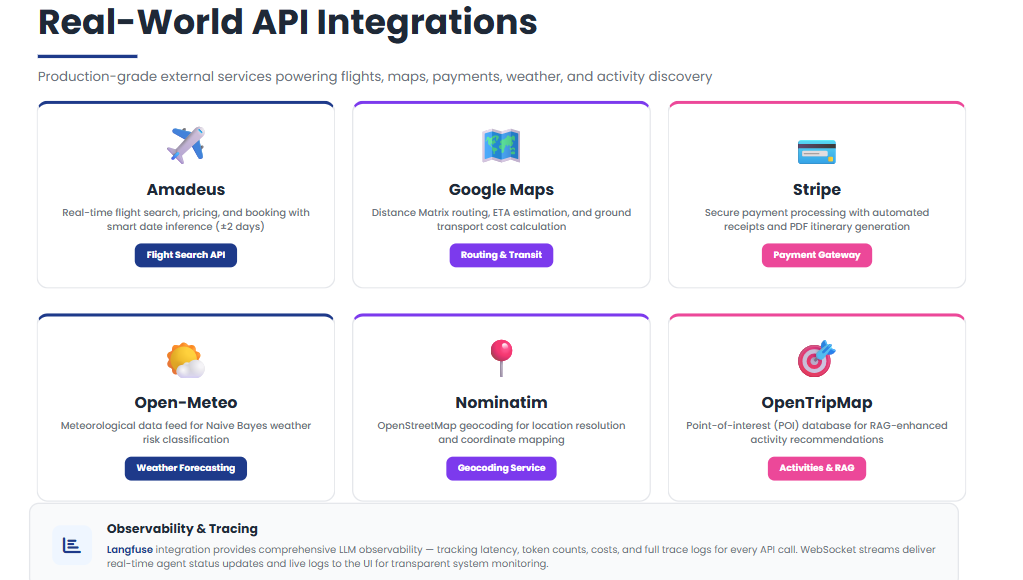 Real-World API Integrations
Production-grade external services powering flights, maps, payments, weather, and activity discovery
Amadeus
Real-time flight search, pricing, and booking with
smart date inference (±2 days)
Flight Search API
Google Maps
Distance Matrix routing, ETA estimation, and ground
transport cost calculation
Routing & Transit
Stripe
Secure payment processing with automated
receipts and PDF itinerary generation
Payment Gateway
Open-Meteo
Meteorological data feed for Naive Bayes weather
risk classification
Weather Forecasting
Nominatim
OpenStreetMap geocoding for location resolution
and coordinate mapping
Geocoding Service
OpenTripMap
Point-of-interest (POI) database for RAG-enhanced
activity recommendations
Activities & RAG
Observability & Tracing
Langfuse integration provides comprehensive LLM observability — tracking latency, token counts, costs, and full trace logs for every API call. WebSocket streams deliver
real-time agent status updates and live logs to the UI for transparent system monitoring.